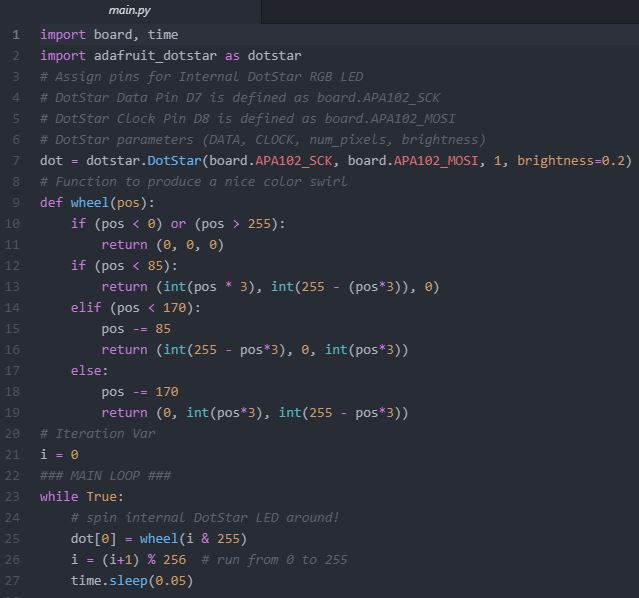 main.py
1 import board, time
2 import adafruit_dotstar as dotstar
3 # Assign pins for Internal DotStar RGB LED
4 # DotStar Data Pin D7 is defined as board.APA102_SCK
5 # DotStar Clock Pin D8 is defined as board.APA102_MOSI
6 # DotStar parameters (DATA, CLOCK, num_pixels, brightness)
7 dot = dotstar.DotStar(board.APA102_SCK, board.APA102_MOSI, 1, brightness=0.2)
8 # Function to produce a nice color swirl
9 def wheel(pos):
10     if (pos < 0) or (pos > 255):
11         return (0, 0, 0)
12     if (pos < 85):
13         return (int(pos * 3), int(255 - (pos*3)), 0)
14     elif (pos < 170):
15         pos -= 85
16         return (int(255 - pos*3), 0, int(pos*3))
17     else:
18         pos -= 170
19         return (0, int(pos*3), int(255 - pos*3))
20 # Iteration Var
21 i = 0
22 ### MAIN LOOP ###
23 while True:
24     # spin internal DotStar LED around!
25     dot[0] = wheel(i & 255)
26     i = (i+1) % 256  # run from 0 to 255
27     time.sleep(0.05)